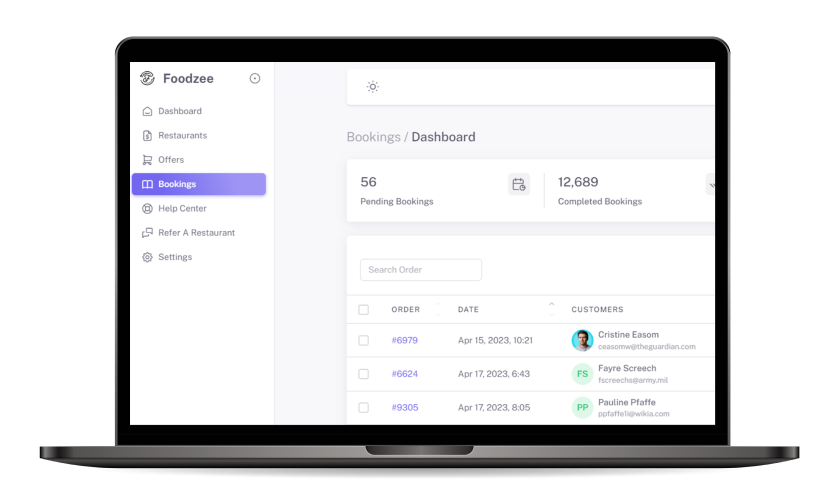 Foodzee
Dashboard
Restaurants
Offers
Bookings
Help Center
Refer A Restaurant
Settings
Bookings / Dashboard
56
Pending Bookings
12,689
Completed Bookings
Search Order
ORDER DATE CUSTOMERS
#6979 Apr 15, 2023, 10:21 Cristine Easom
ceasomw@theguardian.com
#6624 Apr 17, 2023, 6:43 FS Fayre Screech
fscreechs@army.mil
#9305 Apr 17, 2023, 8:05 PP Pauline Pfaffe
ppfaffe1i@wikia.com